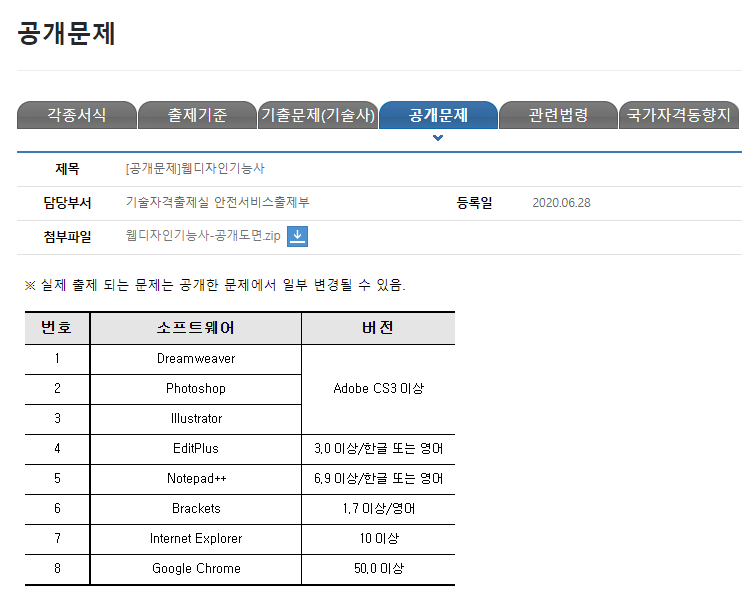 공개문제
각종서식 출제기준 기출문제(기술사) 공개문제 관련법령 국가자격동향지
제목 [공개문제]웹디자인기능사
담당부서 기술자격출제실 안전서비스출제부 등록일 2020.06.28
첨부파일 웹디자인기능사-공개도면.zip
※ 실제 출제 되는 문제는 공개한 문제에서 일부 변경될 수 있음.
번호 소프트웨어 버전
1 Dreamweaver
2 Photoshop Adobe CS3 이상
3 Illustrator
4 EditPlus 3.0 이상/한글 또는 영어
5 Notepad++ 6.9 이상/한글 또는 영어
6 Brackets 1.7 이상/영어
7 Internet Explorer 10 이상
8 Google Chrome 50.0 이상